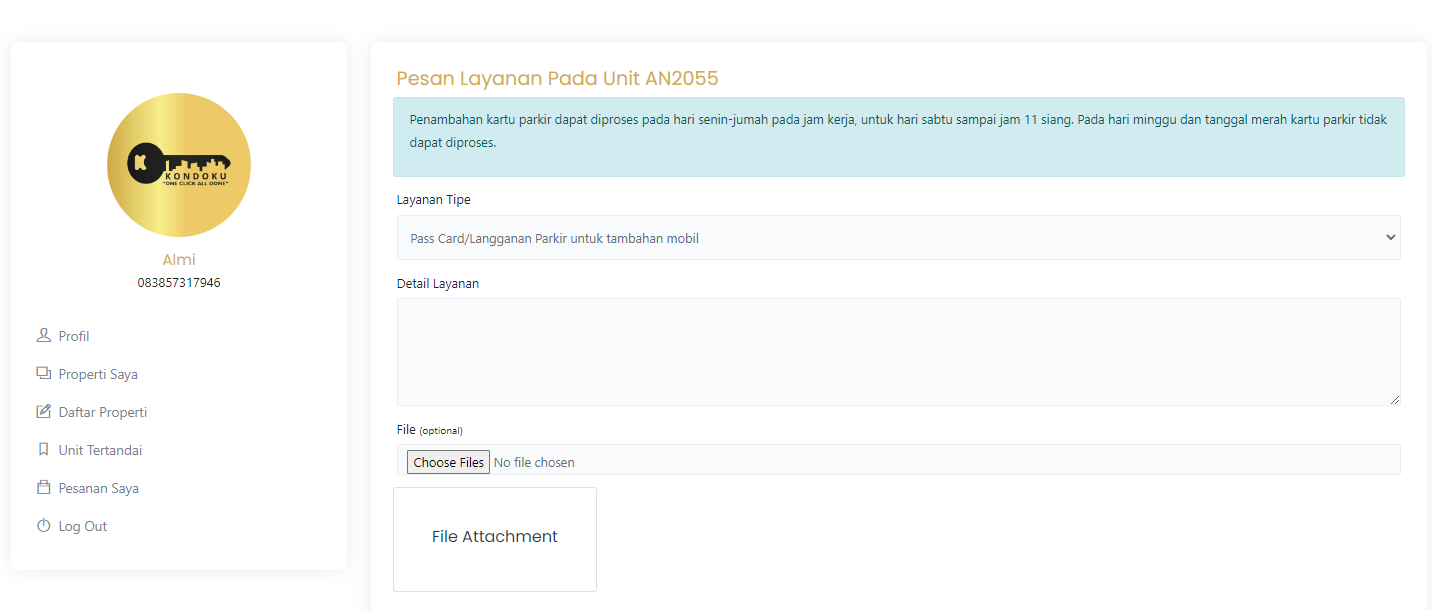 KONDOKU
"ONE CLICK ALL DONE"
Almi
083857317946
Profil
Properti Saya
Daftar Properti
Unit Tertandai
Pesanan Saya
Log Out
Pesan Layanan Pada Unit AN2055
Penambahan kartu parkir dapat diproses pada hari senin-jumah pada jam kerja, untuk hari sabtu sampai jam 11 siang. Pada hari minggu dan tanggal merah kartu parkir tidak
dapat diproses.
Layanan Tipe
Pass Card/Langganan Parkir untuk tambahan mobil
Detail Layanan
File (optional)
Choose Files No file chosen
File Attachment